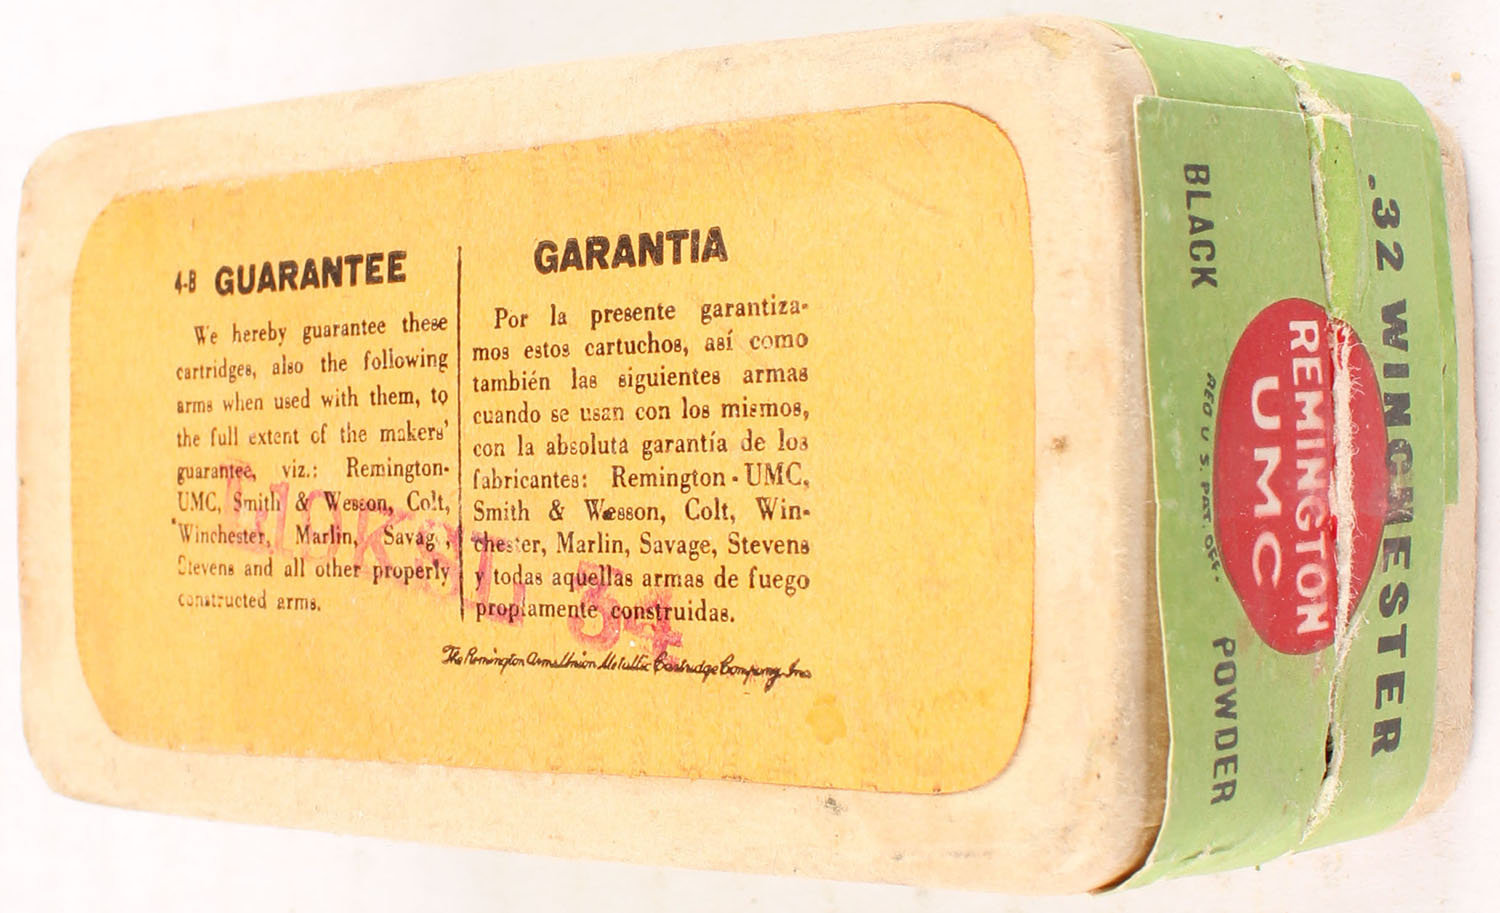 4-B GUARANTEE
We hereby guarantee these
cartridges, also the following
arms when used with them, to
the full extent of the makers'
guarantee, viz.: Remington-
UMC, Smith & Wesson, Colt,
Winchester, Marlin, Savag ,
Stevens and all other properly
constructed arms.
GARANTIA
Por la presente garantiza-
mos estos cartuchos, así como
también las siguientes armas
cuando se usan con los mismos,
con la absoluta garantía de los
fabricantes: Remington-UMC,
Smith & Wesson, Colt, Win-
chester, Marlin, Savage, Stevens
y todas aquellas armas de fuego
propiamente construidas.
The Remington Arms Union Metallic Cartridge Company, Inc
54
.32 WINCHESTER
REMINGTON
UMC
REG U.S. PAT. OFF.
BLACK POWDER